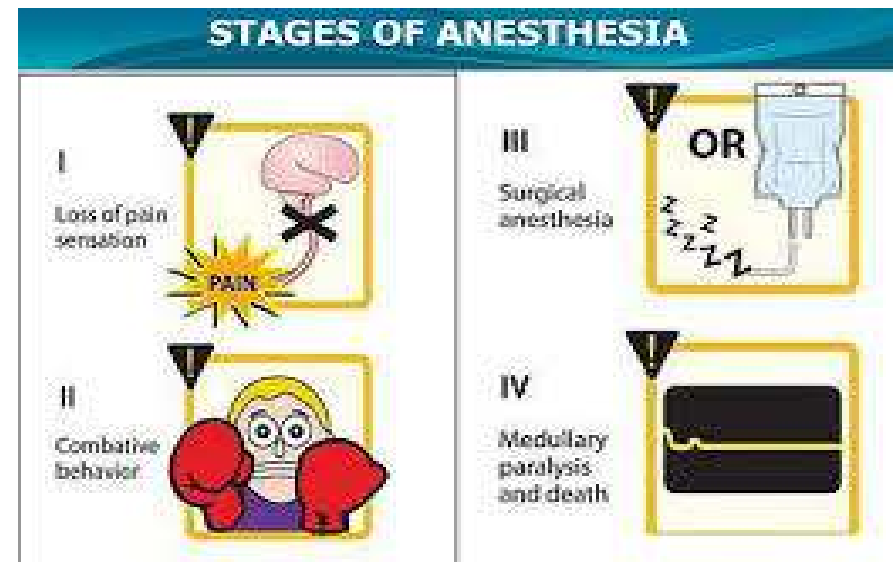 STAGES OF ANESTHESIA
I
Loss of pain
sensation
PAIN
II
Combative
behavior
III
Surgical
anesthesia
OR
z
z
z
z
z
z
z
IV
Medullary
paralysis
and death